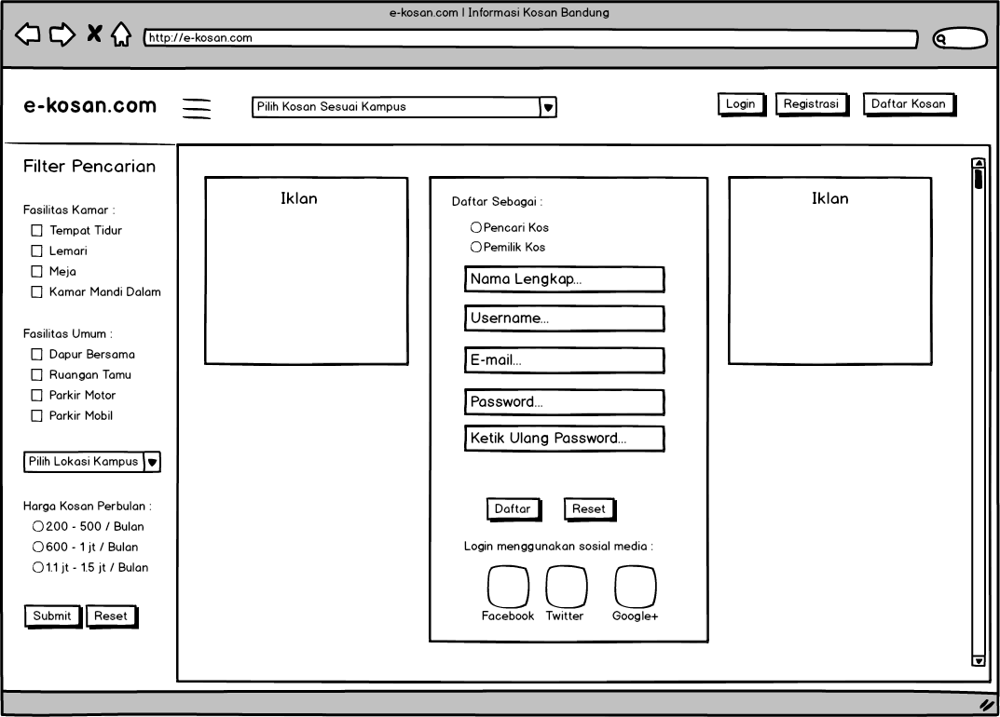 e-kosan.com | Informasi Kosan Bandung
http://e-kosan.com
e-kosan.com
Pilih Kosan Sesuai Kampus
Login
Registrasi
Daftar Kosan
Filter Pencarian
Fasilitas Kamar :
Tempat Tidur
Lemari
Meja
Kamar Mandi Dalam
Fasilitas Umum :
Dapur Bersama
Ruangan Tamu
Parkir Motor
Parkir Mobil
Pilih Lokasi Kampus
Harga Kosan Perbulan :
200 - 500 / Bulan
600 - 1 jt / Bulan
1.1 jt - 1.5 jt / Bulan
Submit
Reset
Iklan
Daftar Sebagai :
Pencari Kos
Pemilik Kos
Nama Lengkap...
Username...
E-mail...
Password...
Ketik Ulang Password...
Daftar
Reset
Login menggunakan sosial media :
Facebook
Twitter
Google+
Iklan